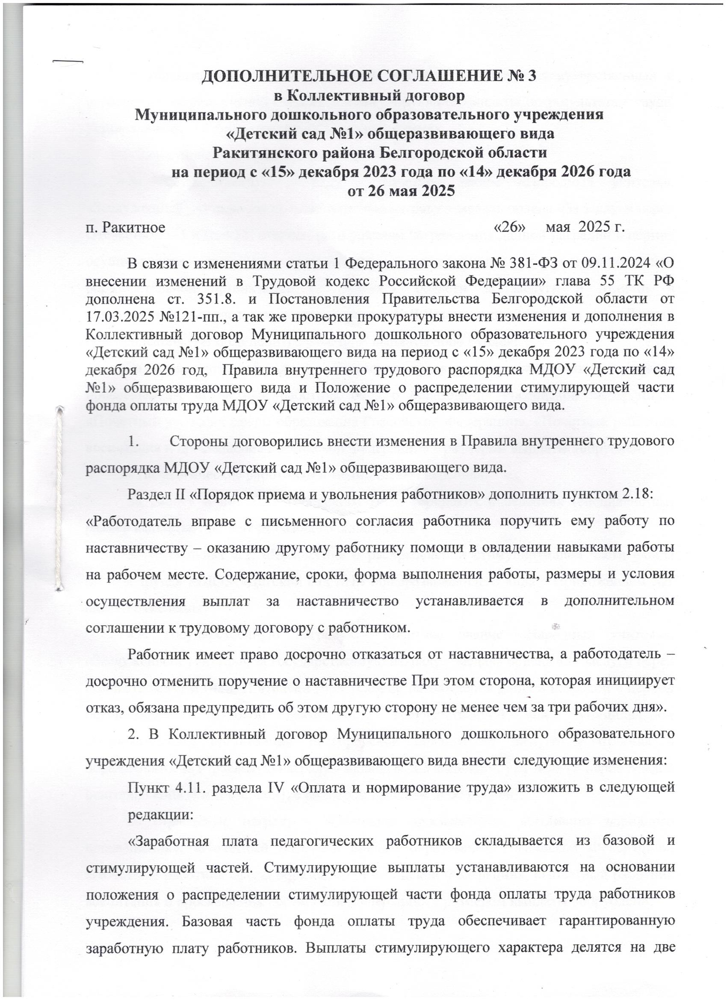 ДОПОЛНИТЕЛЬНОЕ СОГЛАШЕНИЕ № 3
в Коллективный договор
Муниципального дошкольного образовательного учреждения
«Детский сад №1» общеразвивающего вида
Ракитянского района Белгородской области
на период с «15» декабря 2023 года по «14» декабря 2026 года
от 26 мая 2025
п. Ракитное «26» мая 2025 г.
В связи с изменениями статьи 1 Федерального закона № 381-ФЗ от 09.11.2024 «О
внесении изменений в Трудовой кодекс Российской Федерации» глава 55 ТК РФ
дополнена ст. 351.8. и Постановления Правительства Белгородской области от
17.03.2025 №121-пп., а так же проверки прокуратуры внести изменения и дополнения в
Коллективный договор Муниципального дошкольного образовательного учреждения
«Детский сад №1» общеразвивающего вида на период с «15» декабря 2023 года по «14»
декабря 2026 год, Правила внутреннего трудового распорядка МДОУ «Детский сад
№1» общеразвивающего вида и Положение о распределении стимулирующей части
фонда оплаты труда МДОУ «Детский сад №1» общеразвивающего вида.
1. Стороны договорились внести изменения в Правила внутреннего трудового
распорядка МДОУ «Детский сад №1» общеразвивающего вида.
Раздел II «Порядок приема и увольнения работников» дополнить пунктом 2.18:
«Работодатель вправе с письменного согласия работника поручить ему работу по
наставничеству – оказанию другому работнику помощи в овладении навыками работы
на рабочем месте. Содержание, сроки, форма выполнения работы, размеры и условия
осуществления выплат за наставничество устанавливается в дополнительном
соглашении к трудовому договору с работником.
Работник имеет право досрочно отказаться от наставничества, а работодатель –
досрочно отменить поручение о наставничестве При этом сторона, которая инициирует
отказ, обязана предупредить об этом другую сторону не менее чем за три рабочих дня».
2. В Коллективный договор Муниципального дошкольного образовательного
учреждения «Детский сад №1» общеразвивающего вида внести следующие изменения:
Пункт 4.11. раздела IV «Оплата и нормирование труда» изложить в следующей
редакции:
«Заработная плата педагогических работников складывается из базовой и
стимулирующей частей. Стимулирующие выплаты устанавливаются на основании
положения о распределении стимулирующей части фонда оплаты труда работников
учреждения. Базовая часть фонда оплаты труда обеспечивает гарантированную
заработную плату работников. Выплаты стимулирующего характера делятся на две